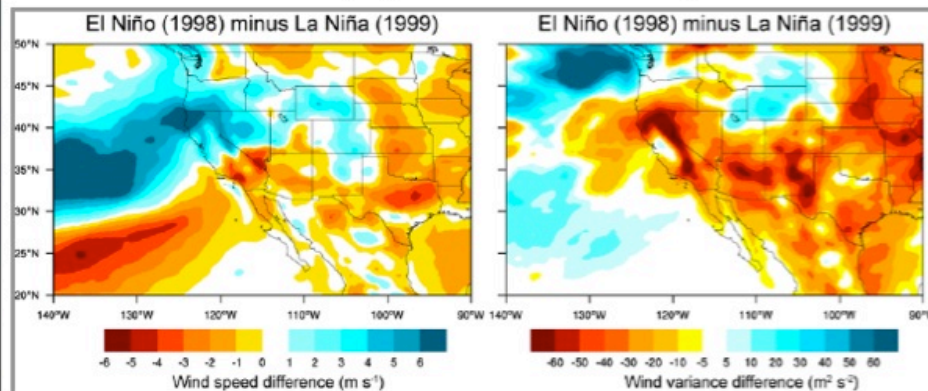 El Niño (1998) minus La Niña (1999)
50°N
45°N
40°N
35°N
30°N
25°N
20°N
140°W 130°W 120°W 110°W 100°W 90°W
-6 -5 -4 -3 -2 -1 0 1 2 3 4 5 6
Wind speed difference (m s⁻¹)
El Niño (1998) minus La Niña (1999)
140°W 130°W 120°W 110°W 100°W 90°W
-60 -50 -40 -30 -20 -10 -5 5 10 20 30 50 60
Wind variance difference (m² s⁻²)